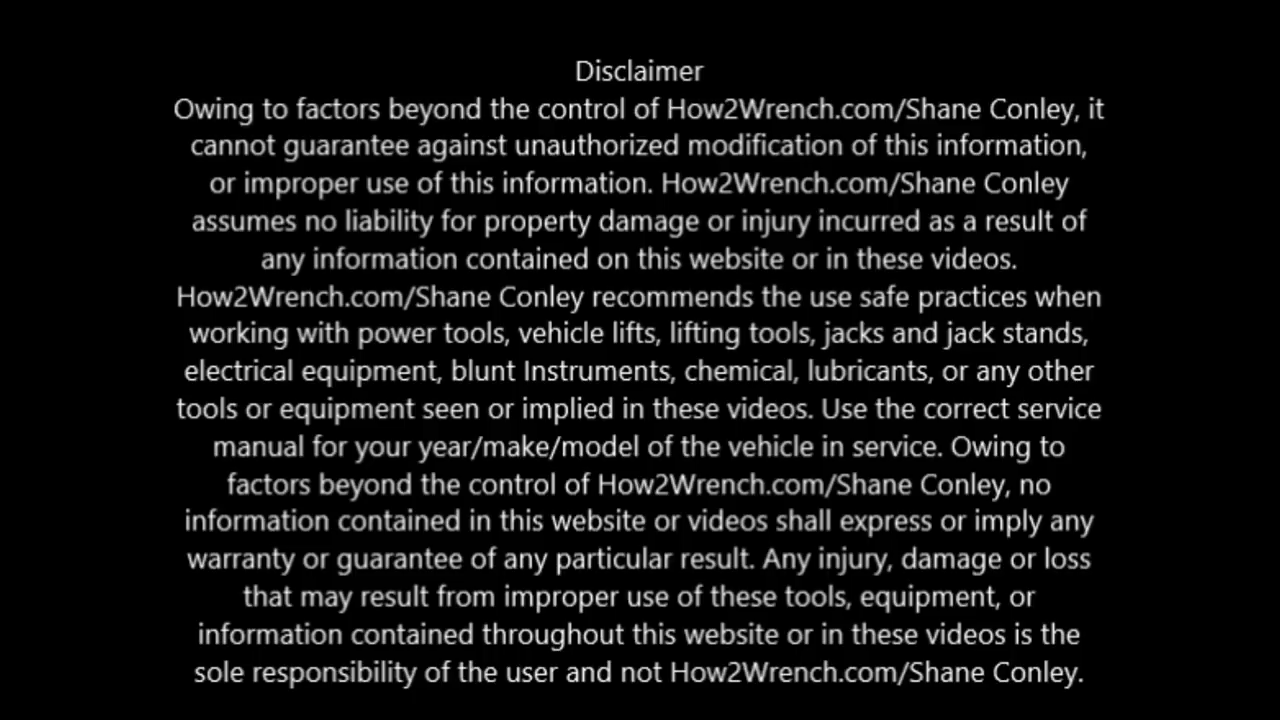 Disclaimer
Owing to factors beyond the control of How2Wrench.com/Shane Conley, it
cannot guarantee against unauthorized modification of this information,
or improper use of this information. How2Wrench.com/Shane Conley
assumes no liability for property damage or injury incurred as a result of
any information contained on this website or in these videos.
How2Wrench.com/Shane Conley recommends the use safe practices when
working with power tools, vehicle lifts, lifting tools, jacks and jack stands,
electrical equipment, blunt Instruments, chemical, lubricants, or any other
tools or equipment seen or implied in these videos. Use the correct service
manual for your year/make/model of the vehicle in service. Owing to
factors beyond the control of How2Wrench.com/Shane Conley, no
information contained in this website or videos shall express or imply any
warranty or guarantee of any particular result. Any injury, damage or loss
that may result from improper use of these tools, equipment, or
information contained throughout this website or in these videos is the
sole responsibility of the user and not How2Wrench.com/Shane Conley.